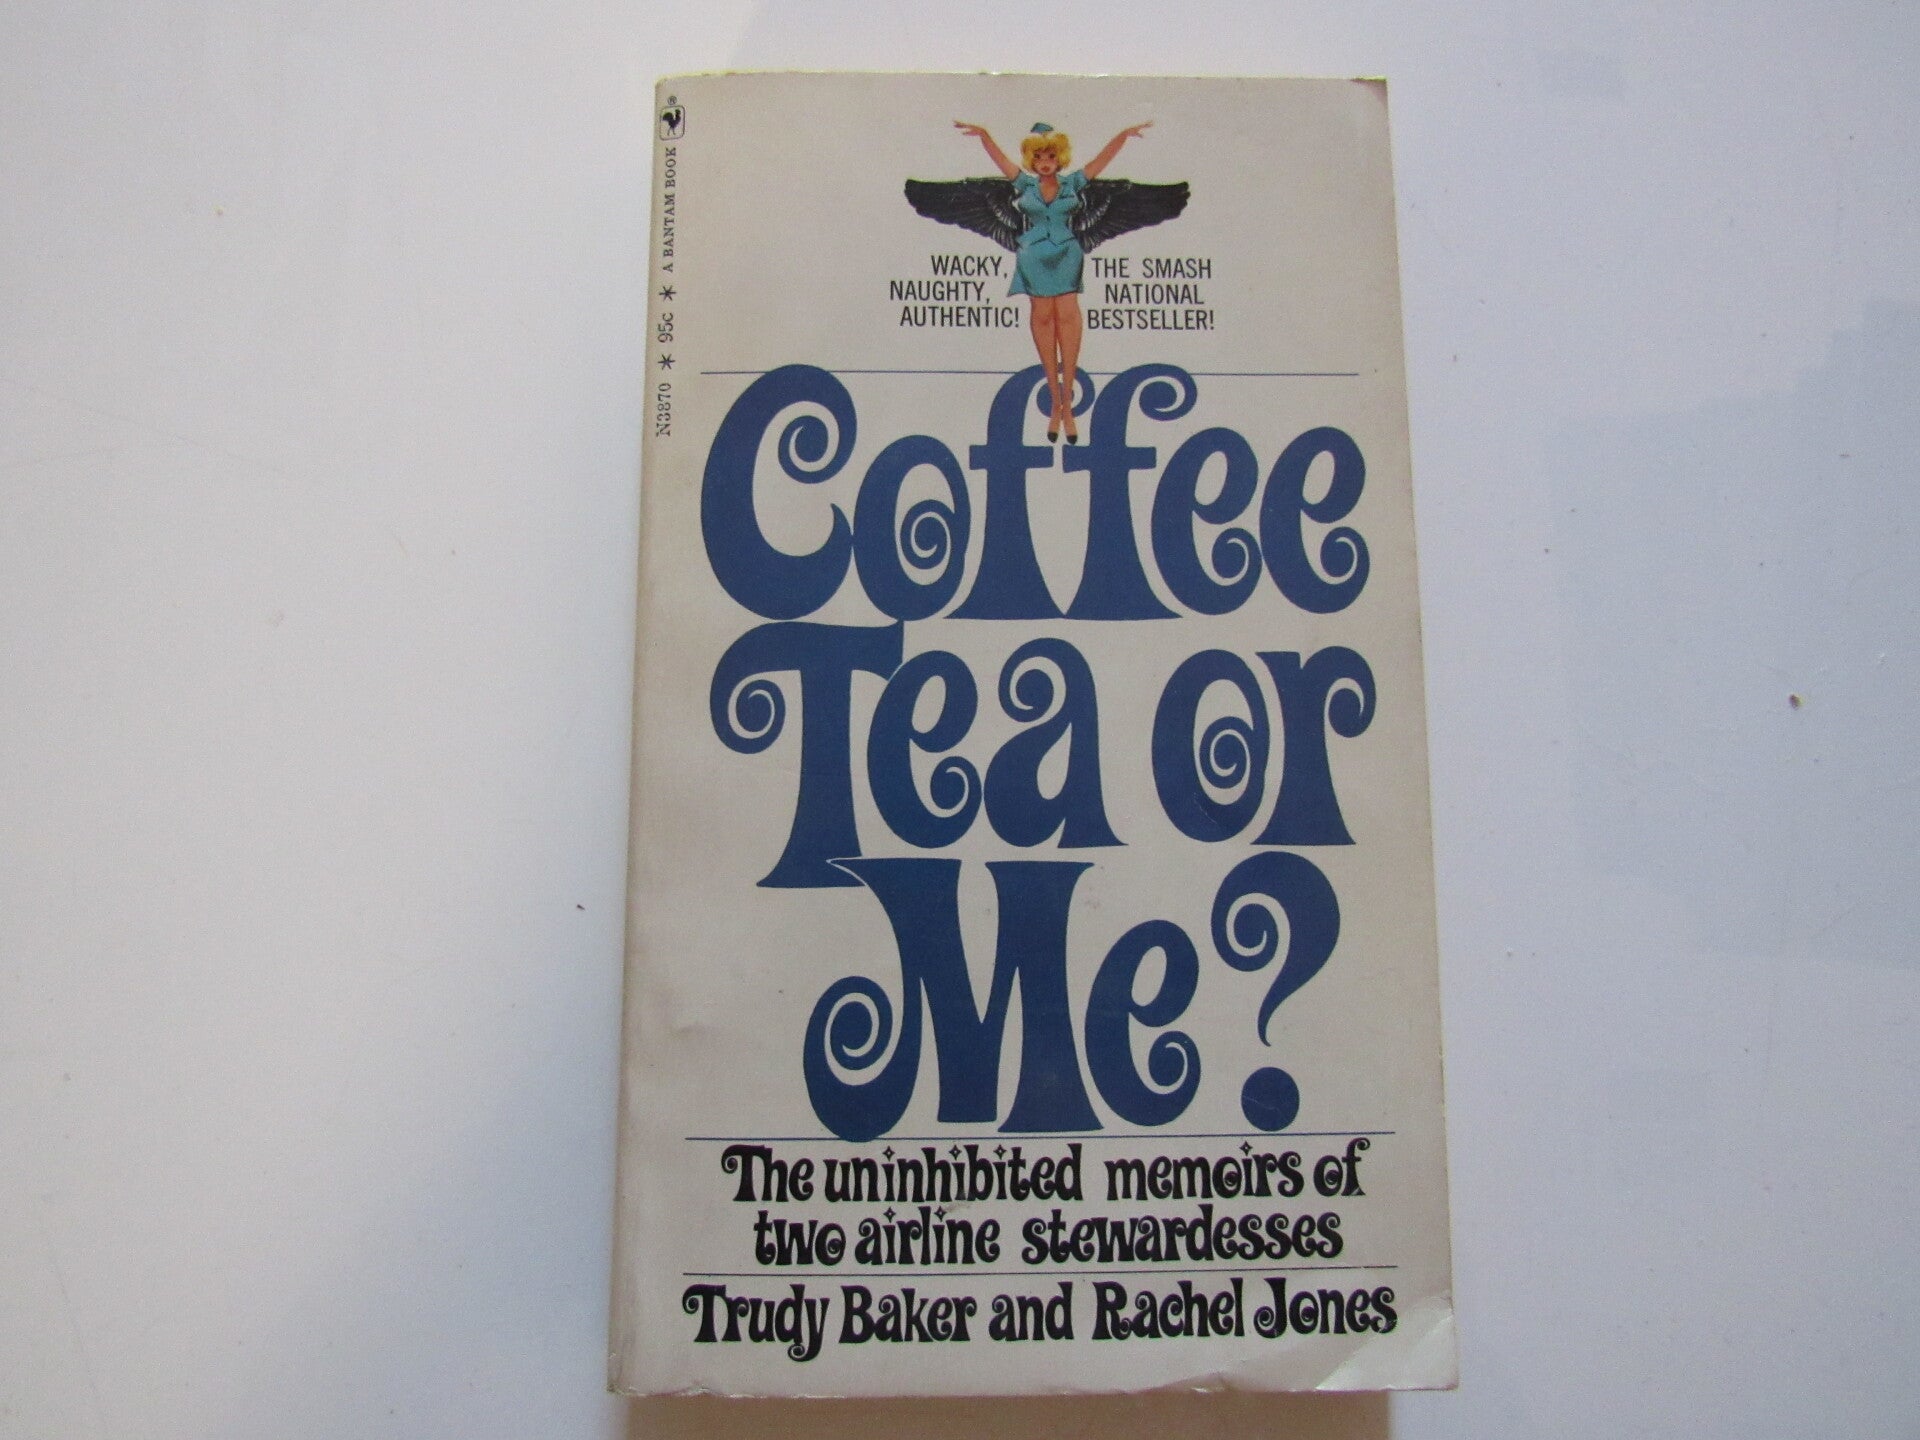 N3870 * 95c * A BANTAM BOOK ®
WACKY,
NAUGHTY,
AUTHENTIC!
THE SMASH
NATIONAL
BESTSELLER!
Coffee
Tea or
Me?
The uninhibited memoirs of
two airline stewardesses
Trudy Baker and Rachel Jones